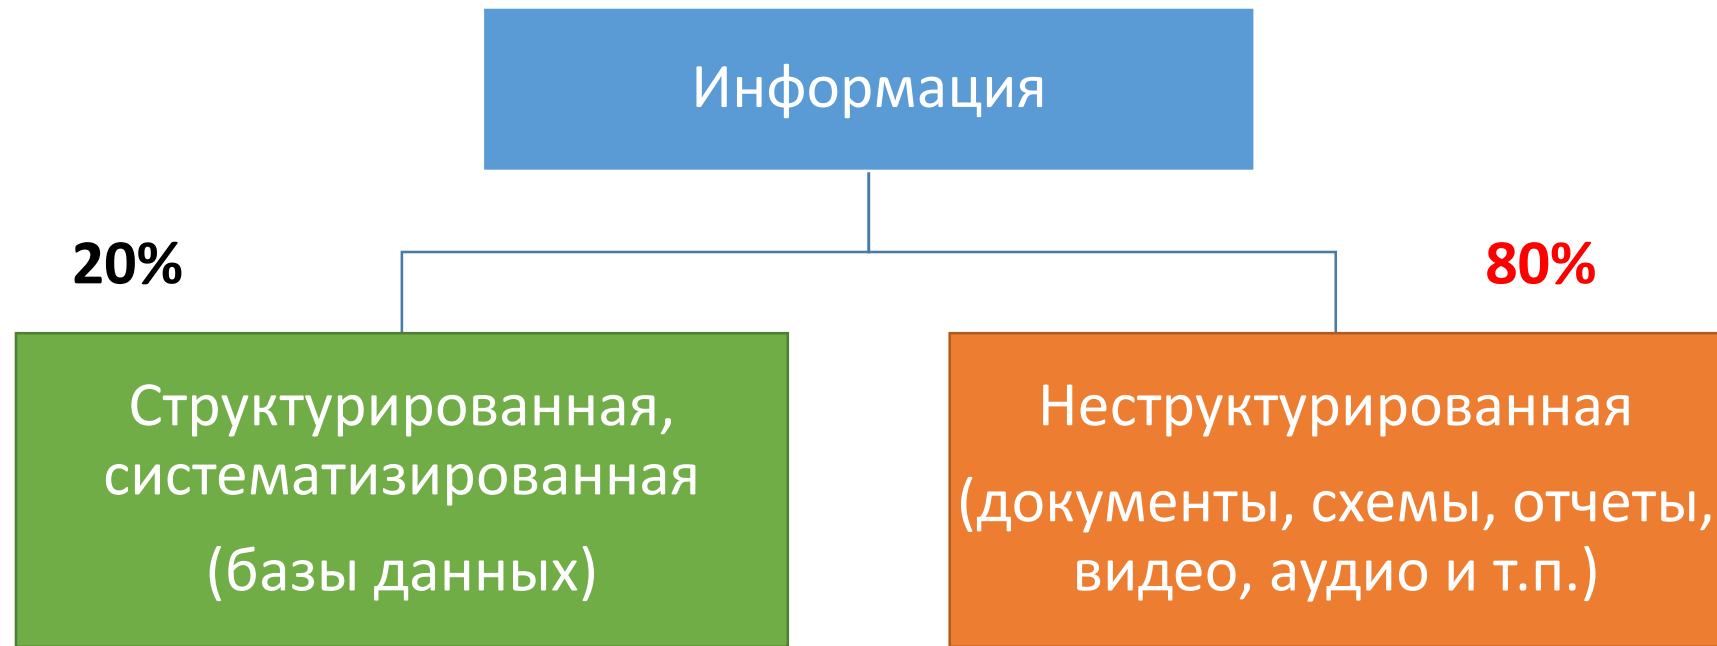 Информация
20%
80%
Структурированная,
систематизированная
(базы данных)
Неструктурированная
(документы, схемы, отчеты,
видео, аудио и т.п.)